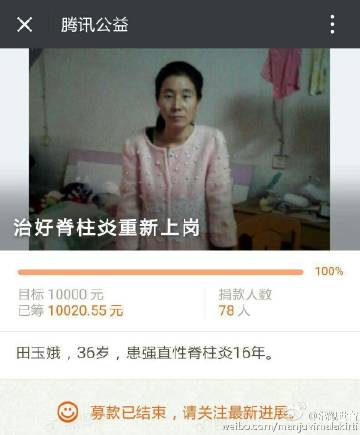 腾讯公益
治好脊柱炎重新上岗
100%
目标 10000 元
捐款人数
已筹 10020.55 元
78 人
田玉娥，36岁，患强直性脊柱炎16年。
募款已结束，请关注最新进展。
weibo.com/manjuvimalakirti